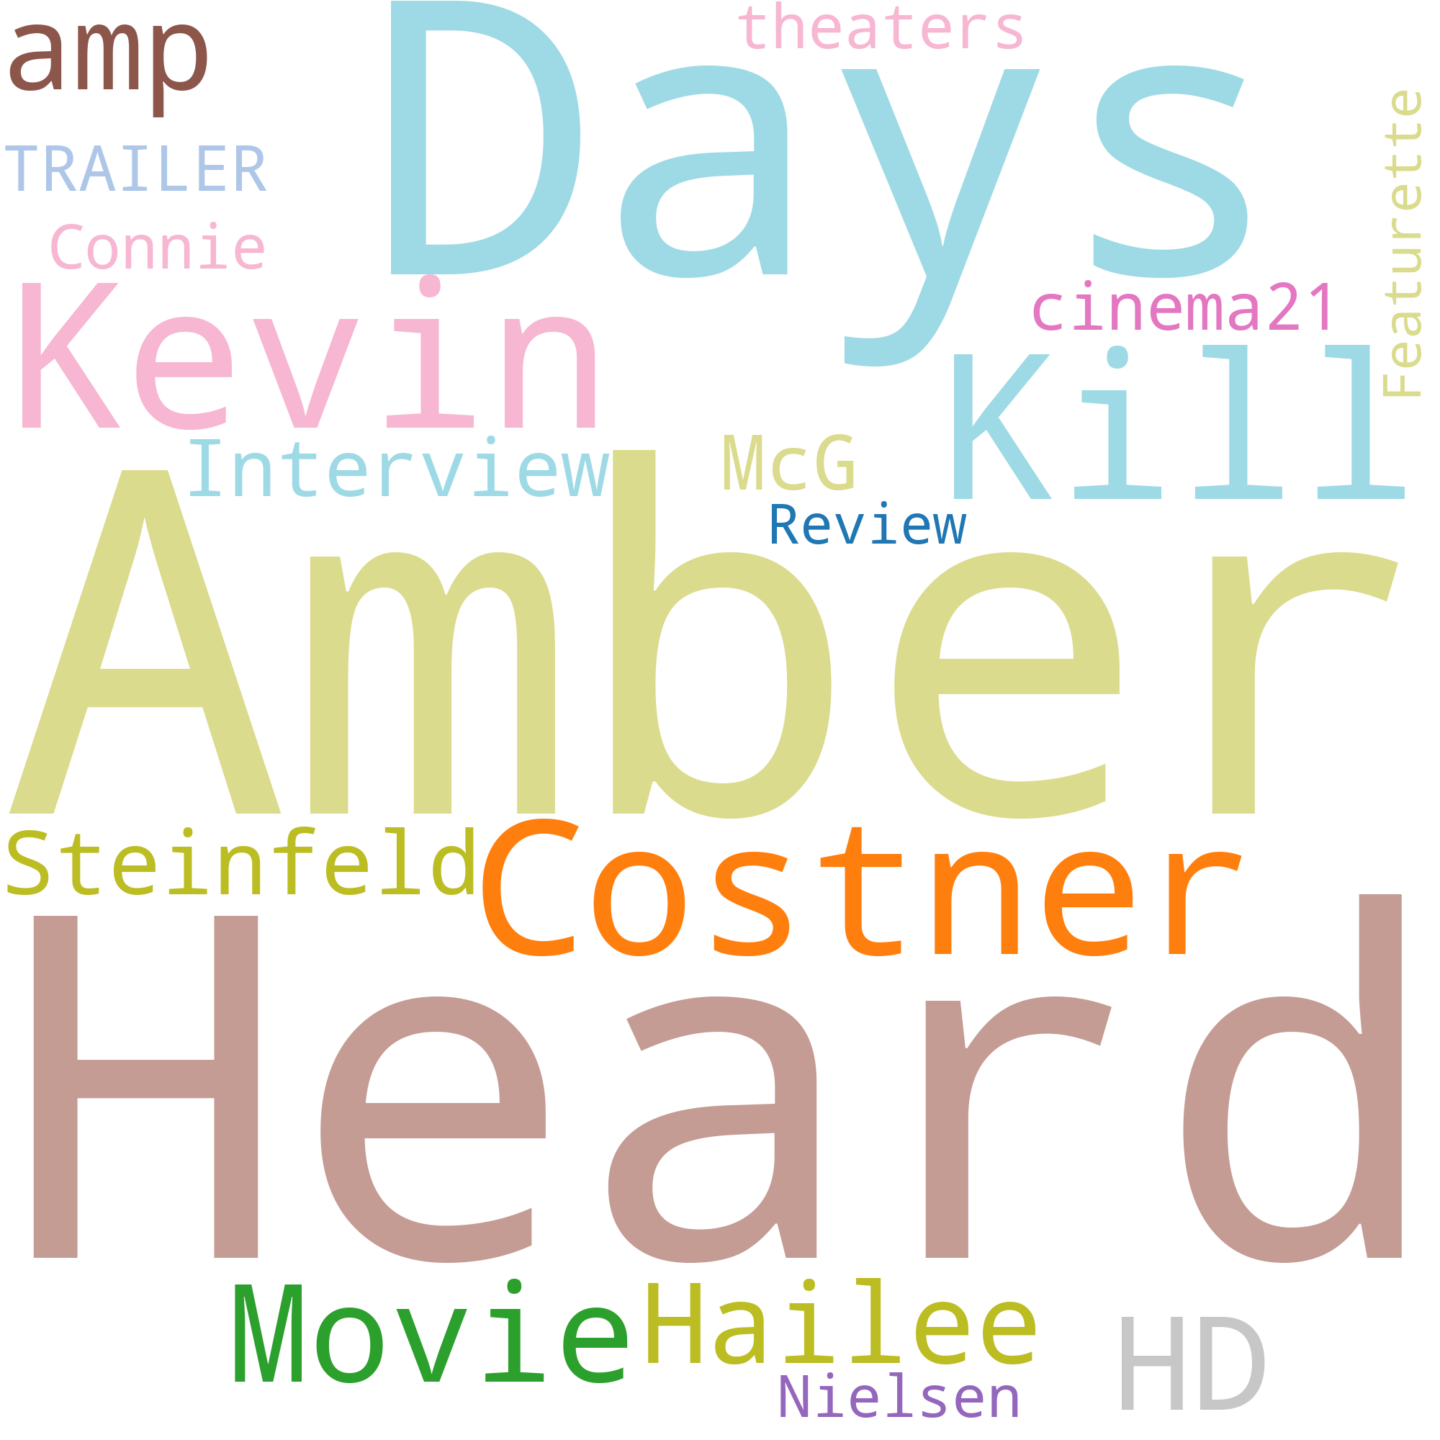 theaters
amp
Days
TRAILER
Featurette
Connie
Kevin
cinema21
Kill
Interview
McG
Review
Amber
Steinfeld
Costner
Heard
Movie
Hailee
HD
Nielsen